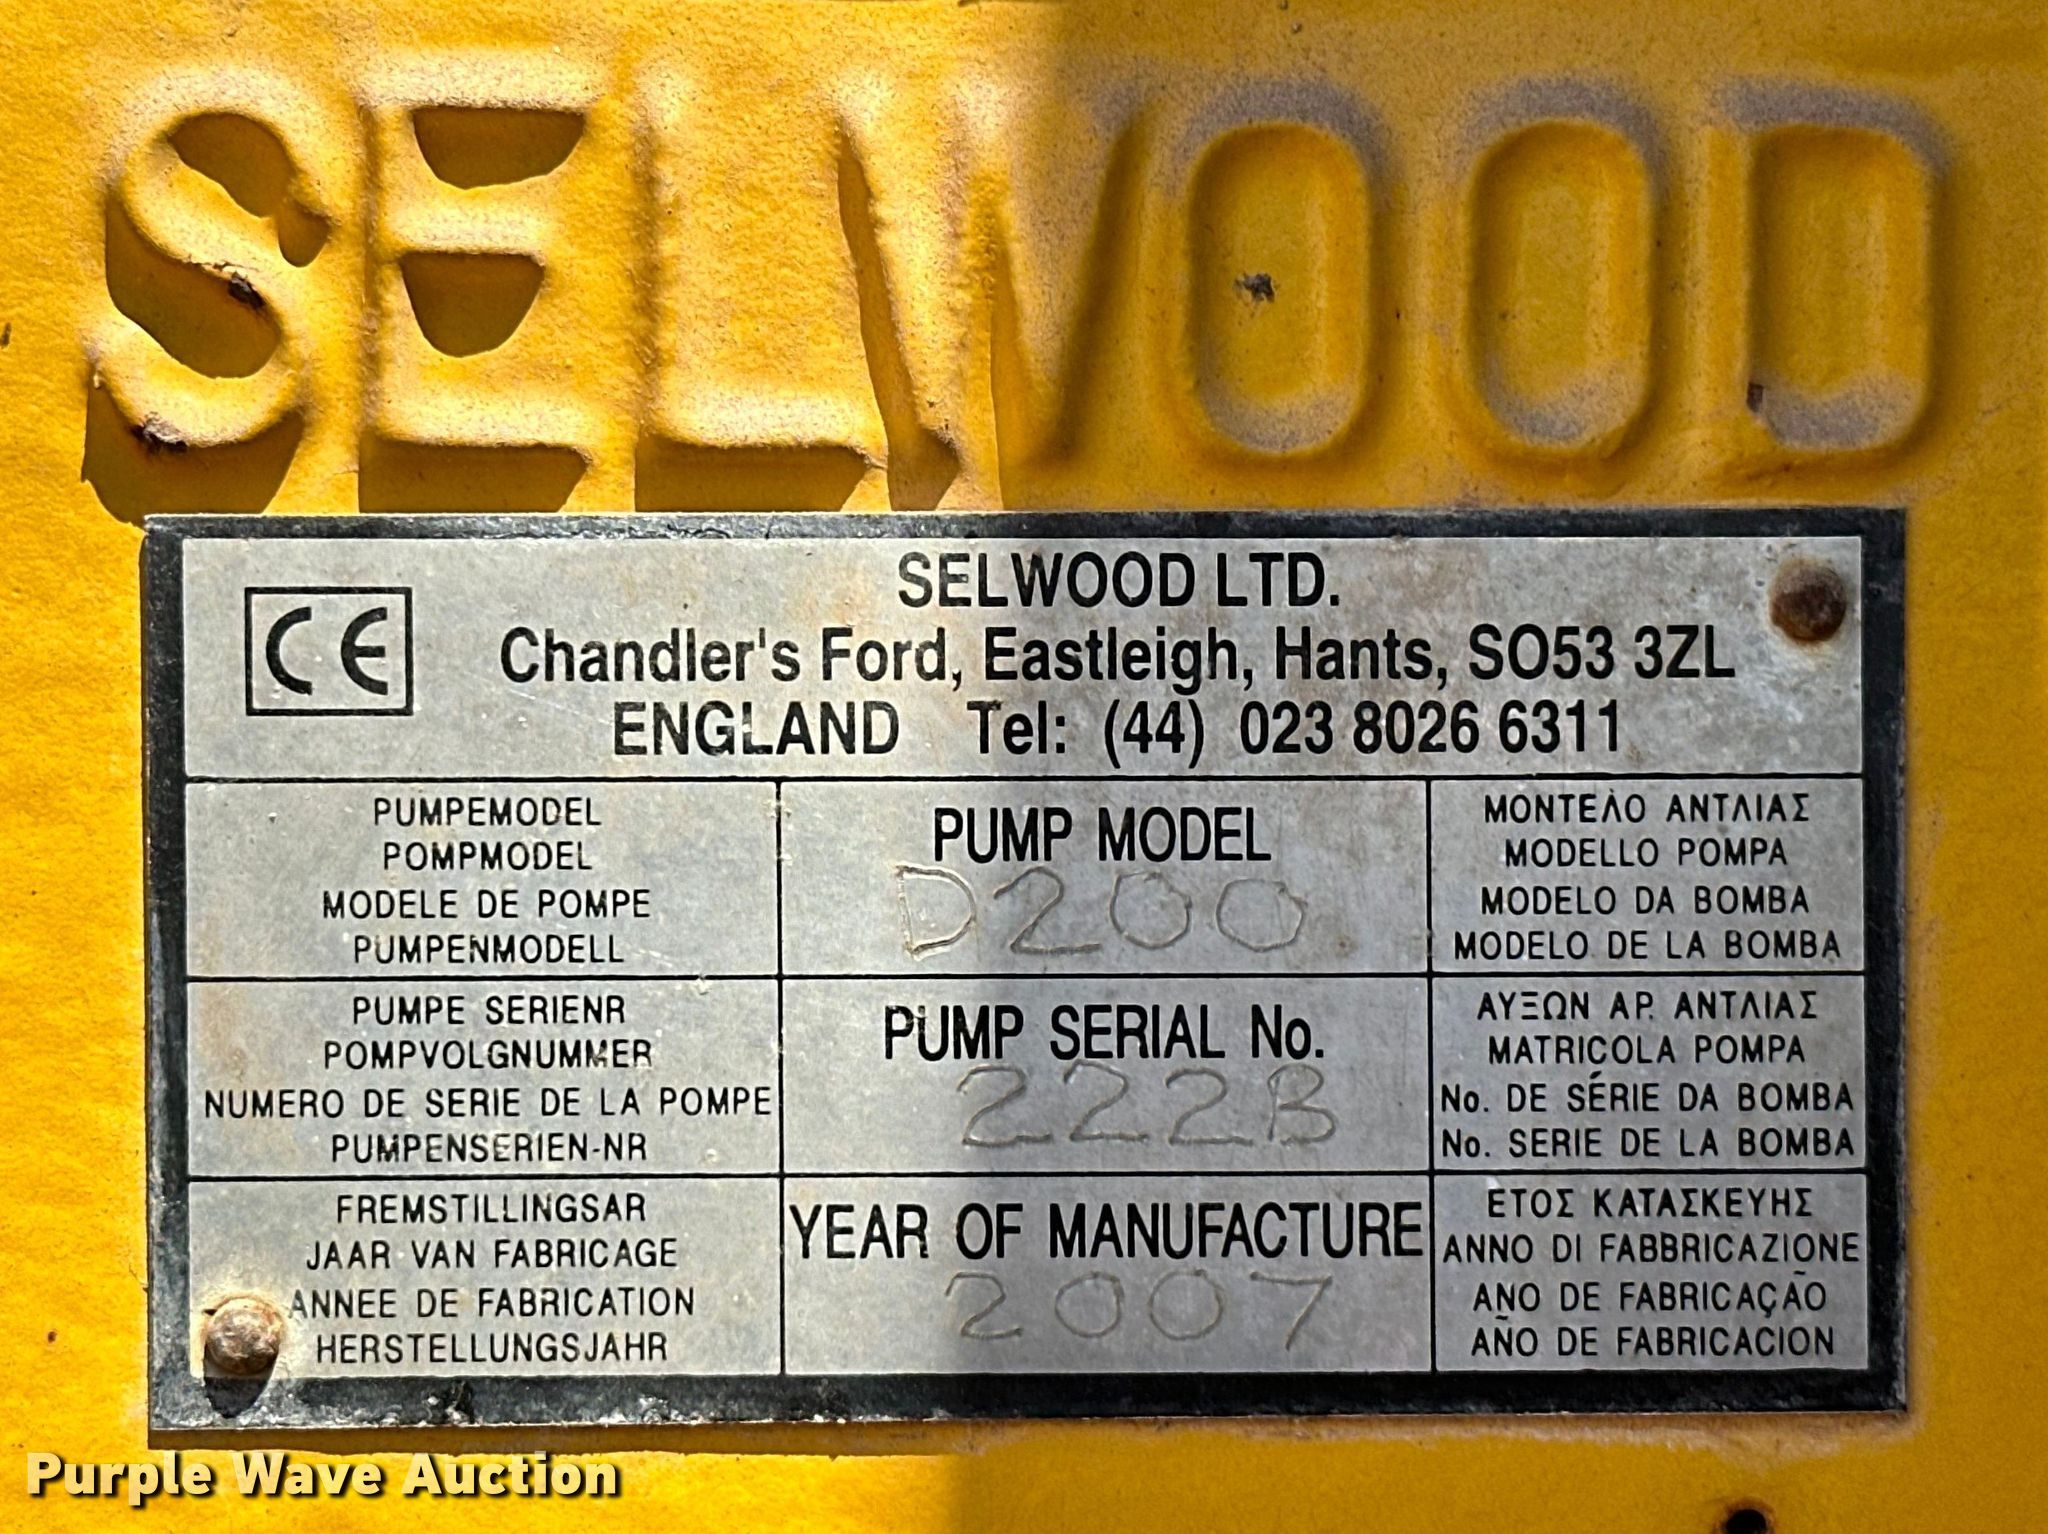 SELWOOD
CE
SELWOOD LTD.
Chandler's Ford, Eastleigh, Hants, SO53 3ZL
ENGLAND Tel: (44) 023 8026 6311
PUMPEMODEL
POMPMODEL
MODELE DE POMPE
PUMPENMODELL
PUMP MODEL
D200
ΜΟΝΤΕΛΟ ΑΝΤΛΙΑΣ
MODELLO POMPA
MODELO DA BOMBA
MODELO DE LA BOMBA
PUMPE SERIENR
POMPVOLGNUMMER
NUMERO DE SERIE DE LA POMPE
PUMPENSERIEN-NR
PUMP SERIAL No.
222B
ΑΥΞΩΝ ΑΡ. ΑΝΤΛΙΑΣ
MATRICOLA POMPA
No. DE SÉRIE DA BOMBA
No. SERIE DE LA BOMBA
FREMSTILLINGSAR
JAAR VAN FABRICAGE
ANNEE DE FABRICATION
HERSTELLUNGSJAHR
YEAR OF MANUFACTURE
2007
ΕΤΟΣ ΚΑΤΑΣΚΕΥΗΣ
ANNO DI FABBRICAZIONE
ANO DE FABRICAÇÃO
AÑO DE FABRICACION
Purple Wave Auction